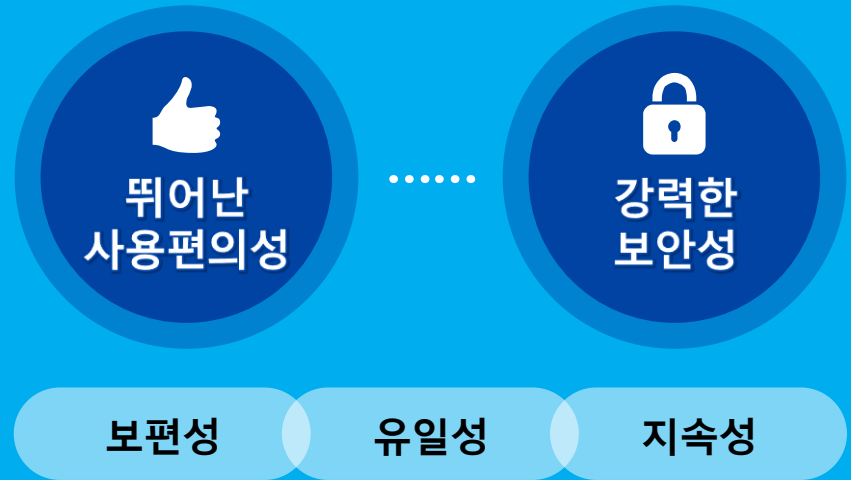 뛰어난
사용편의성
강력한
보안성
보편성
유일성
지속성